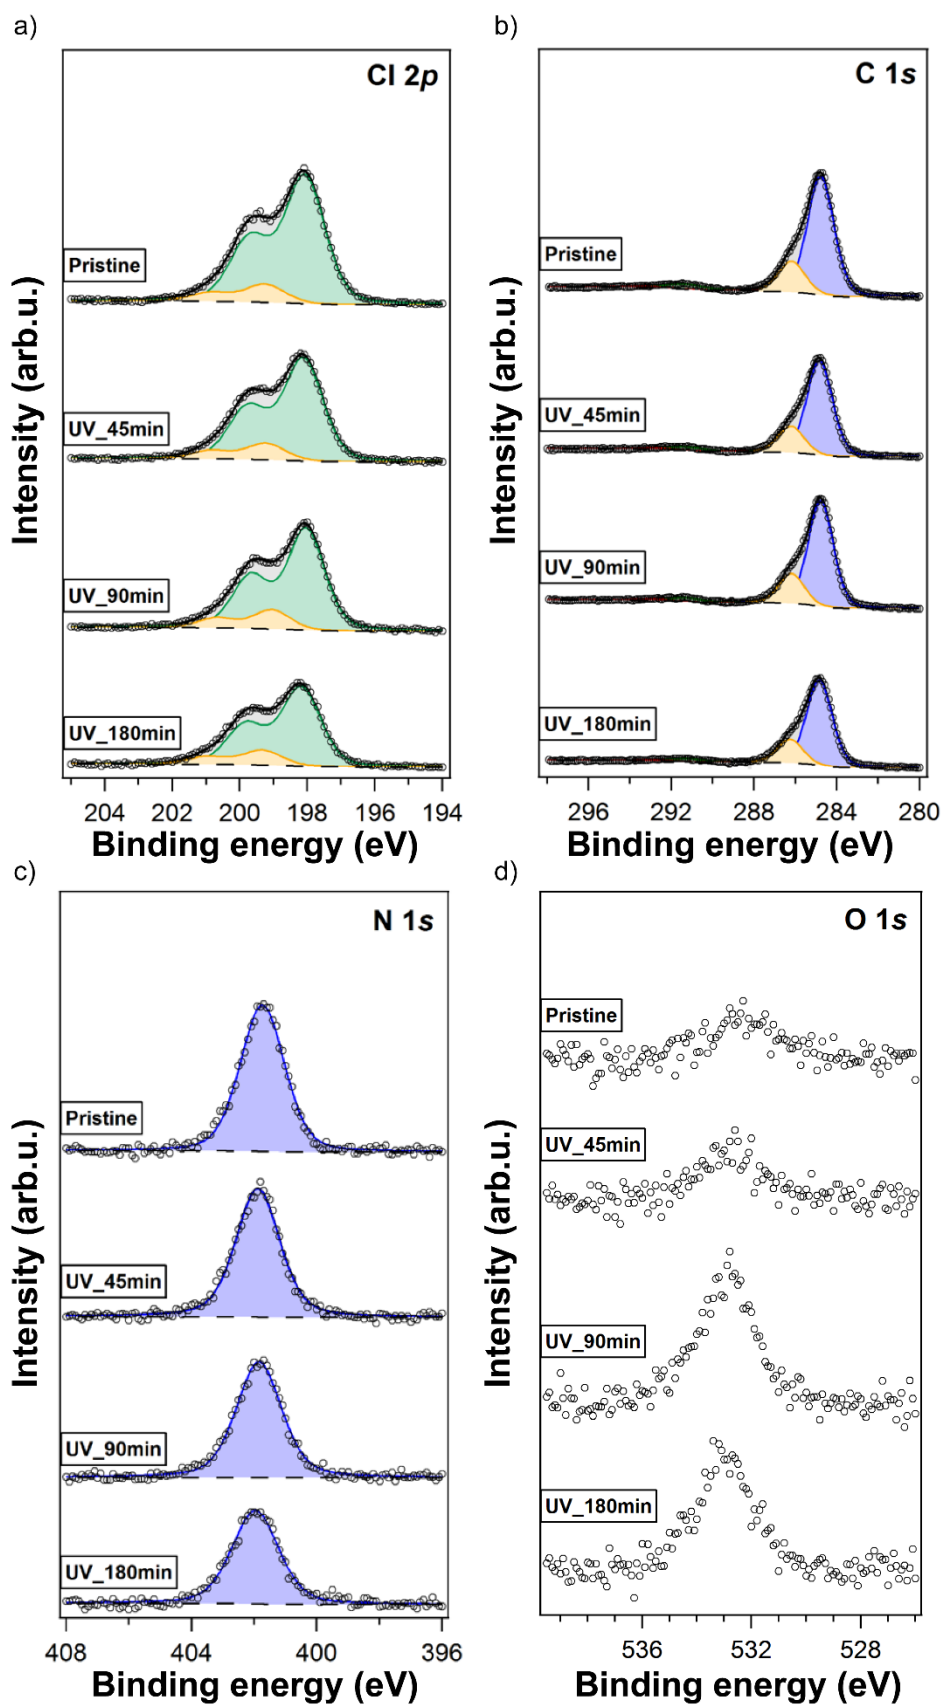 a)
Cl 2p
Pristine
UV_45min
UV_90min
UV_180min
Intensity (arb.u.)
204 202 200 198 196 194
Binding energy (eV)
b)
C 1s
Pristine
UV_45min
UV_90min
UV_180min
Intensity (arb.u.)
296 292 288 284 280
Binding energy (eV)
c)
N 1s
Pristine
UV_45min
UV_90min
UV_180min
Intensity (arb.u.)
408 404 400 396
Binding energy (eV)
d)
O 1s
Pristine
UV_45min
UV_90min
UV_180min
Intensity (arb.u.)
536 532 528
Binding energy (eV)